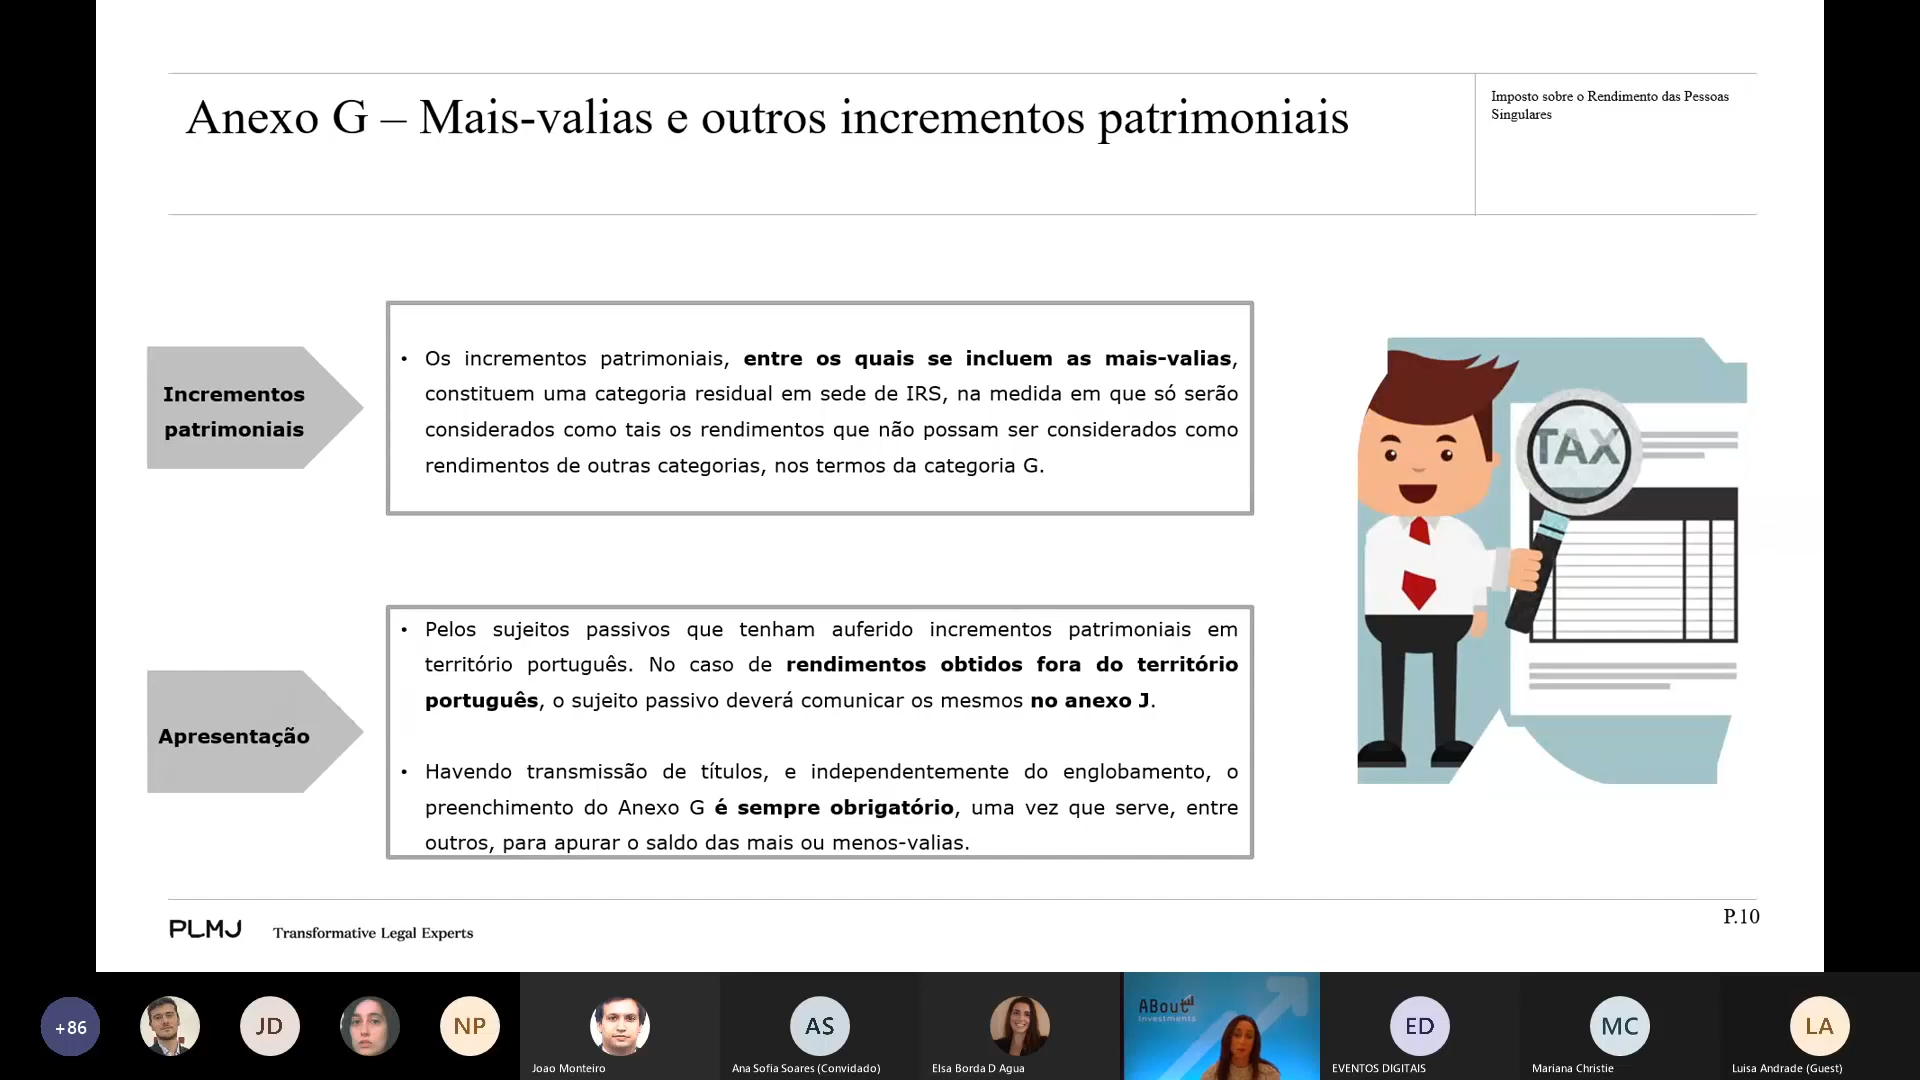 Anexo G – Mais-valias e outros incrementos patrimoniais
Imposto sobre o Rendimento das Pessoas
Singulares
Incrementos
patrimoniais
• Os incrementos patrimoniais, entre os quais se incluem as mais-valias,
constituem uma categoria residual em sede de IRS, na medida em que só serão
considerados como tais os rendimentos que não possam ser considerados como
rendimentos de outras categorias, nos termos da categoria G.
TAX
Apresentação
• Pelos sujeitos passivos que tenham auferido incrementos patrimoniais em
território português. No caso de rendimentos obtidos fora do território
português, o sujeito passivo deverá comunicar os mesmos no anexo J.
• Havendo transmissão de títulos, e independentemente do englobamento, o
preenchimento do Anexo G é sempre obrigatório, uma vez que serve, entre
outros, para apurar o saldo das mais ou menos-valias.
PLMJ
Transformative Legal Experts
P.10
+86
JD
NP
Joao Monteiro
AS
Ana Sofia Soares (Convidado)
Elsa Borda D Agua
ABout
Investments
ED
EVENTOS DIGITAIS
MC
Mariana Christie
LA
Luisa Andrade (Guest)